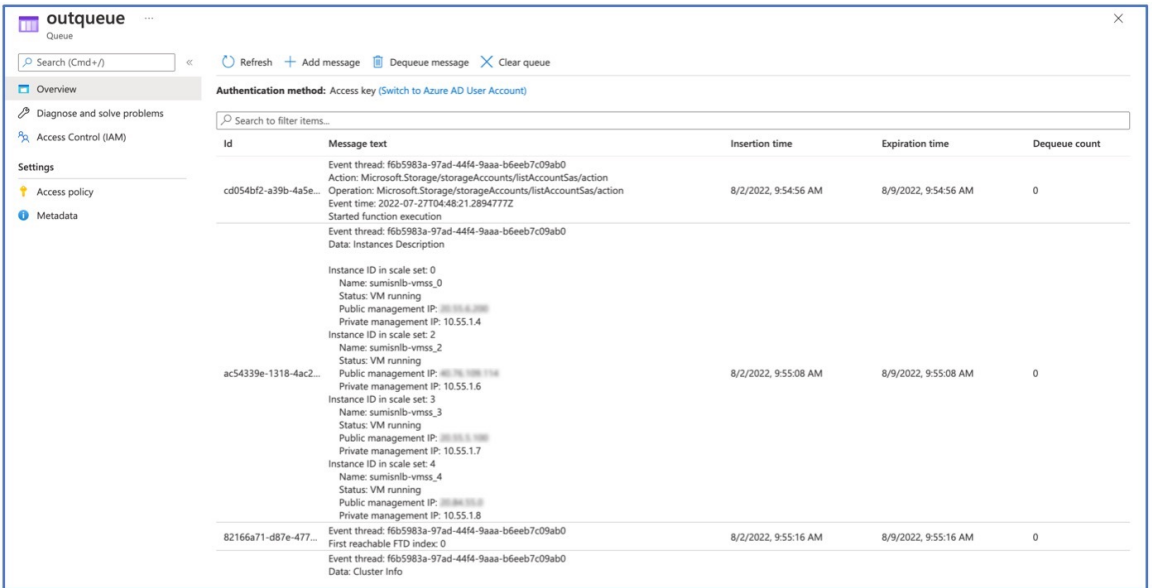 outqueue ...
Queue
Search (Cmd+/)
«
Refresh Add message Dequeue message Clear queue
Overview
Diagnose and solve problems
Access Control (IAM)
Settings
Access policy
Metadata
Authentication method: Access key (Switch to Azure AD User Account)
Search to filter items...
Id Message text Insertion time Expiration time Dequeue count
Event thread: f6b5983a-97ad-44f4-9aaa-b6eeb7c09ab0
Action: Microsoft.Storage/storageAccounts/listAccountSas/action
cd054bf2-a39b-4a5e... Operation: Microsoft.Storage/storageAccounts/listAccountSas/action 8/2/2022, 9:54:56 AM 8/9/2022, 9:54:56 AM 0
Event time: 2022-07-27T04:48:21.2894777Z
Started function execution
Event thread: f6b5983a-97ad-44f4-9aaa-b6eeb7c09ab0
Data: Instances Description
Instance ID in scale set: 0
Name: sumisnlb-vmss_0
Status: VM running
Public management IP:
Private management IP: 10.55.1.4
Instance ID in scale set: 2
Name: sumisnlb-vmss_2
Status: VM running
ac54339e-1318-4ac2... Public management IP: 8/2/2022, 9:55:08 AM 8/9/2022, 9:55:08 AM 0
Private management IP: 10.55.1.6
Instance ID in scale set: 3
Name: sumisnlb-vmss_3
Status: VM running
Public management IP:
Private management IP: 10.55.1.7
Instance ID in scale set: 4
Name: sumisnlb-vmss_4
Status: VM running
Public management IP:
Private management IP: 10.55.1.8
Event thread: f6b5983a-97ad-44f4-9aaa-b6eeb7c09ab0
82166a71-d87e-477... First reachable FTD index: 0 8/2/2022, 9:55:16 AM 8/9/2022, 9:55:16 AM 0
Event thread: f6b5983a-97ad-44f4-9aaa-b6eeb7c09ab0
Data: Cluster Info